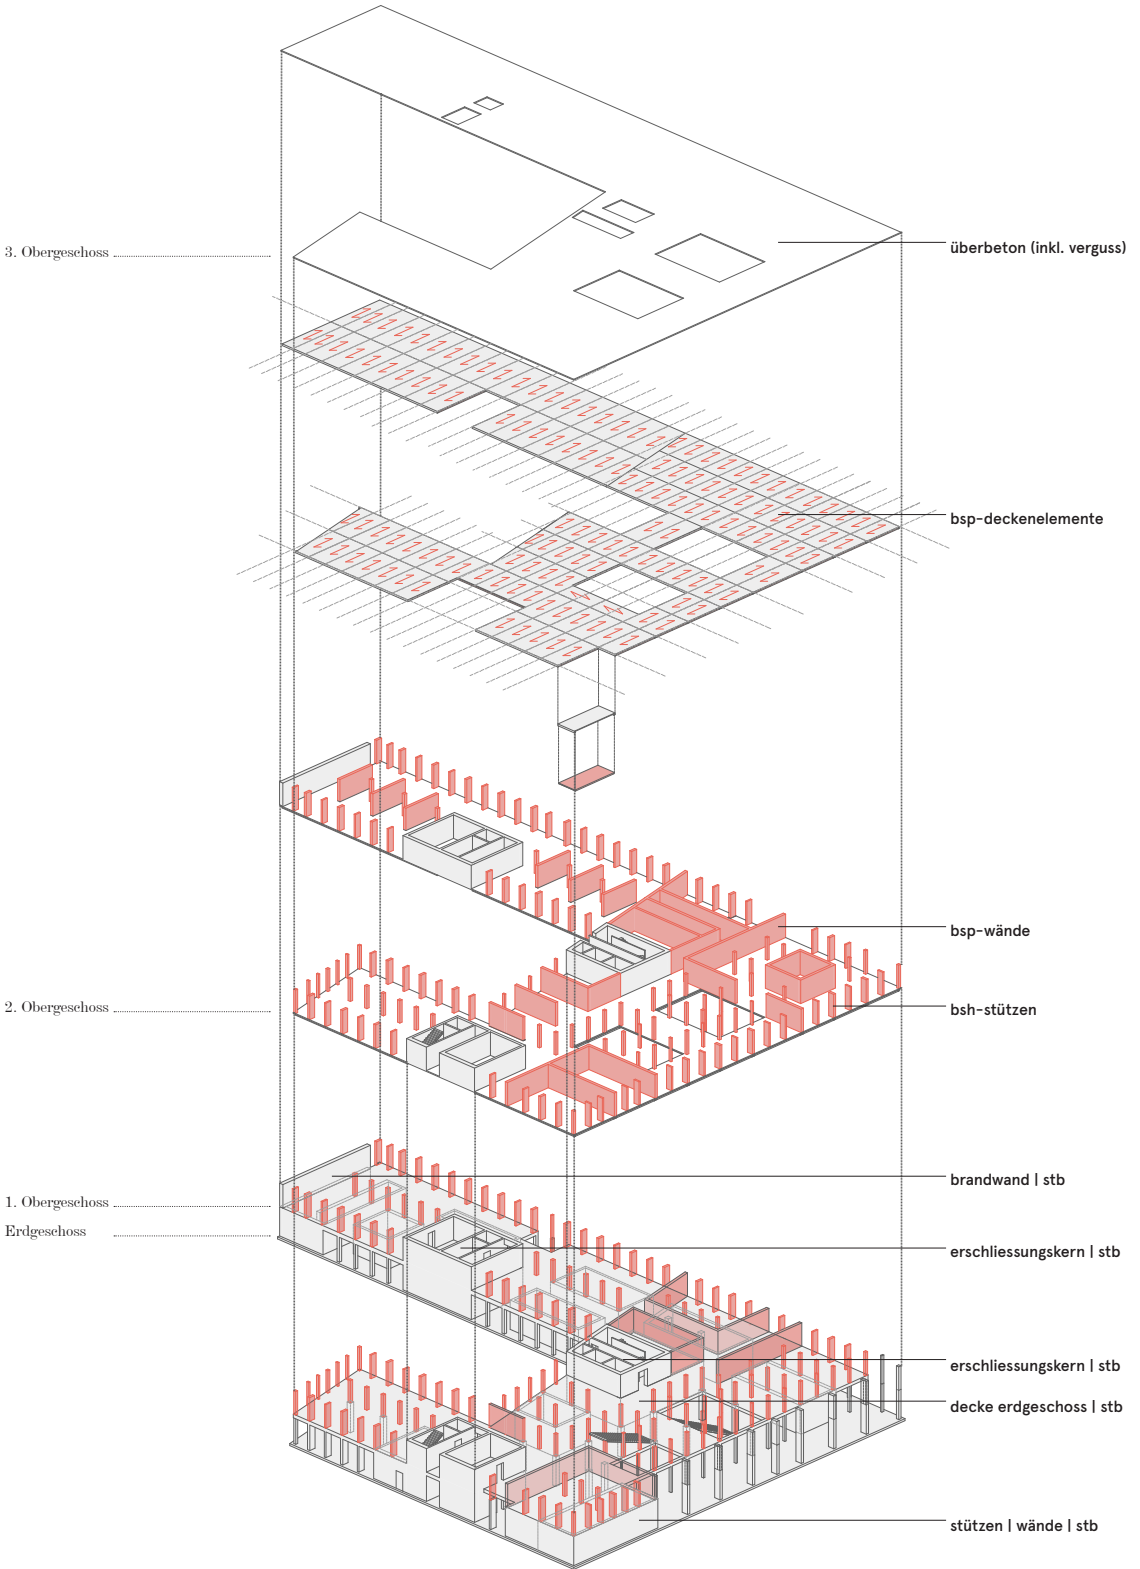 3. Obergeschoss
überbeton (inkl. verguss)
bsp-deckenelemente
bsp-wände
2. Obergeschoss
bsh-stützen
brandwand | stb
1. Obergeschoss
Erdgeschoss
erschliessungskern | stb
erschliessungskern | stb
decke erdgeschoss | stb
stützen | wände | stb